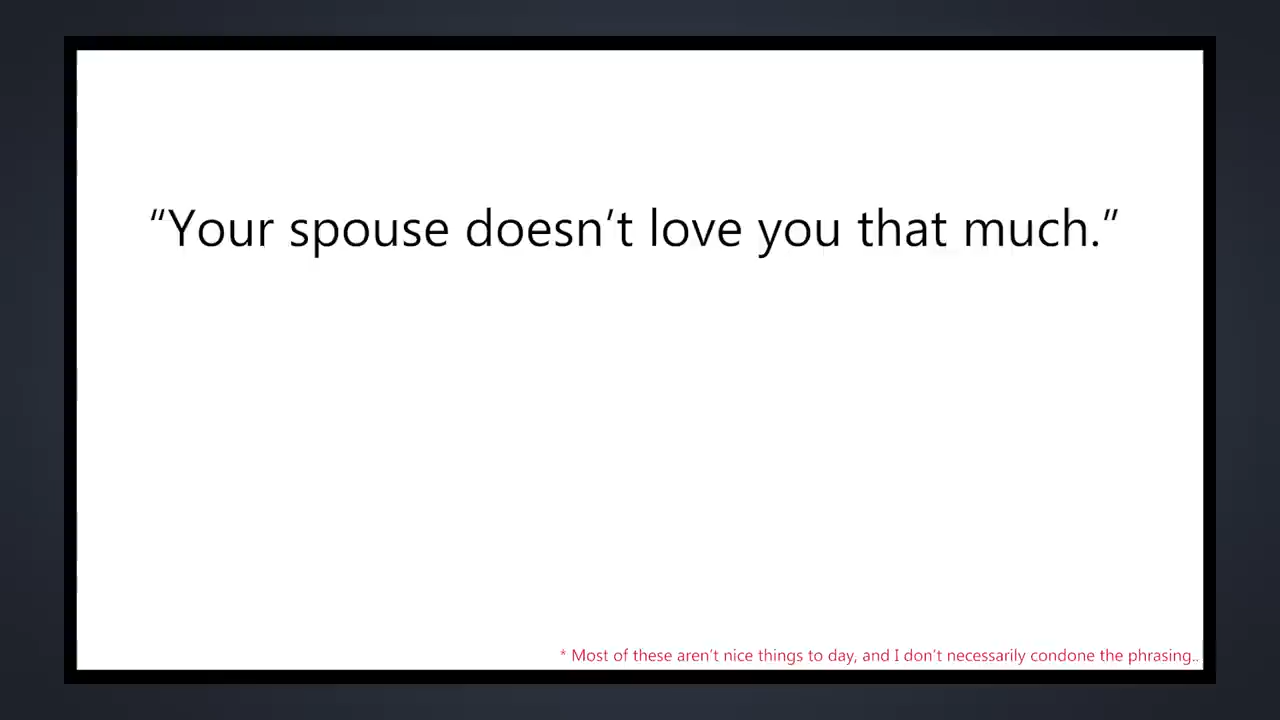 “Your spouse doesn’t love you that much.”
* Most of these aren’t nice things to day, and I don’t necessarily condone the phrasing..